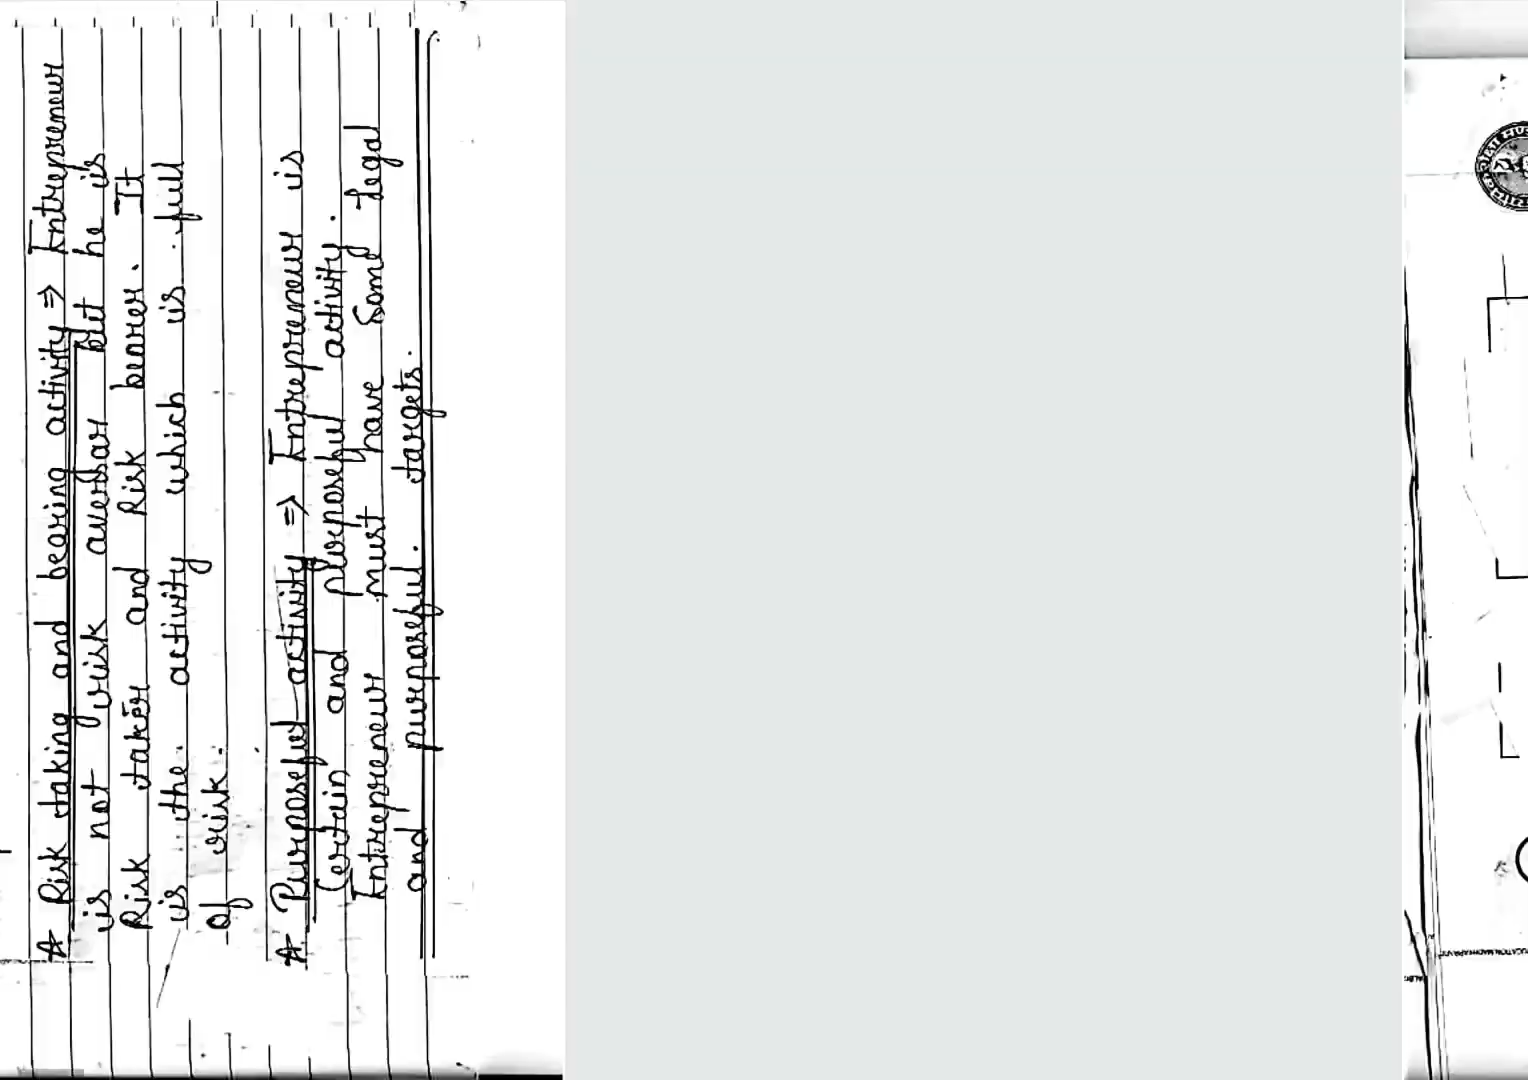 ☆ Risk taking and bearing activity ⇒ Entrepreneur
is not risk aversar but he is
Risk taker and Risk bearer. It
is the activity which is full
of risk.
☆ Purposeful activity ⇒ Entrepreneur is
Certain and purposeful activity.
Entrepreneur must have some legal
and purposeful targets.